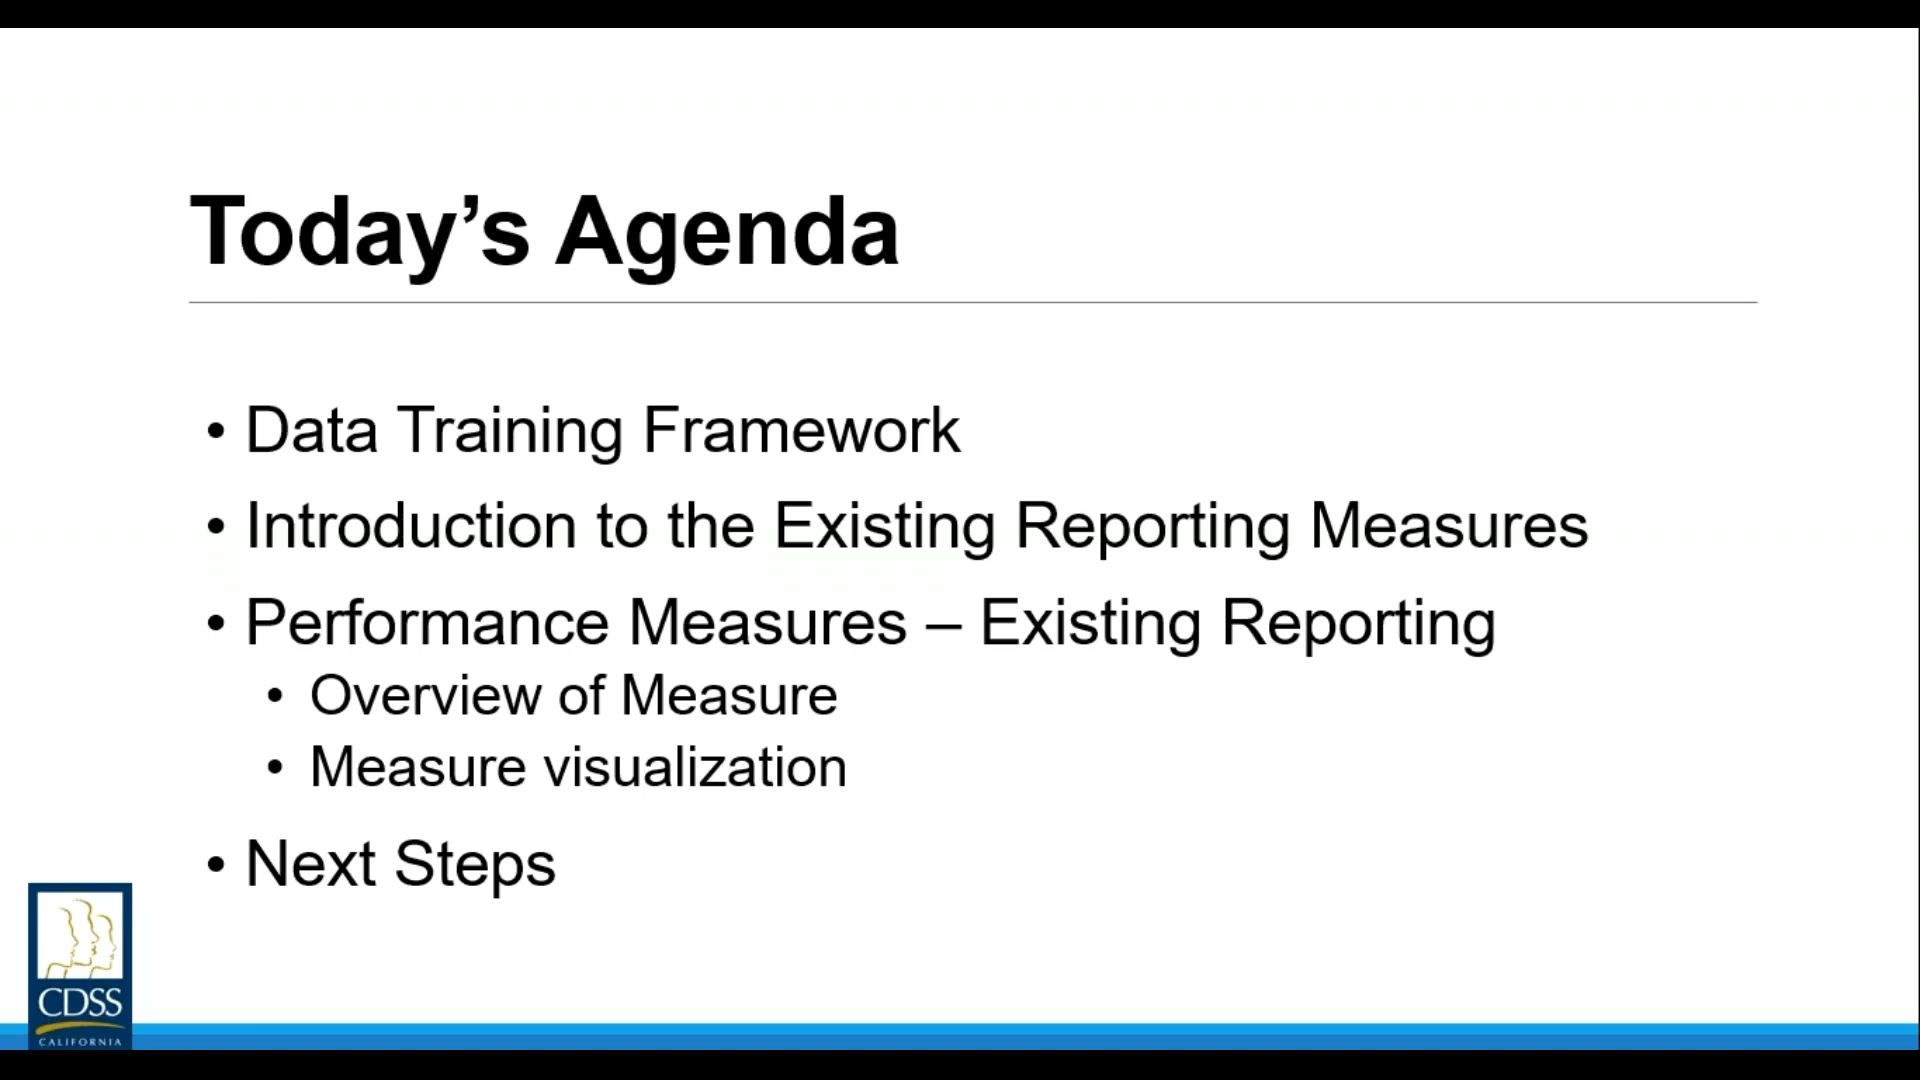 Today’s Agenda
• Data Training Framework
• Introduction to the Existing Reporting Measures
• Performance Measures – Existing Reporting
• Overview of Measure
• Measure visualization
• Next Steps
CDSS
CALIFORNIA